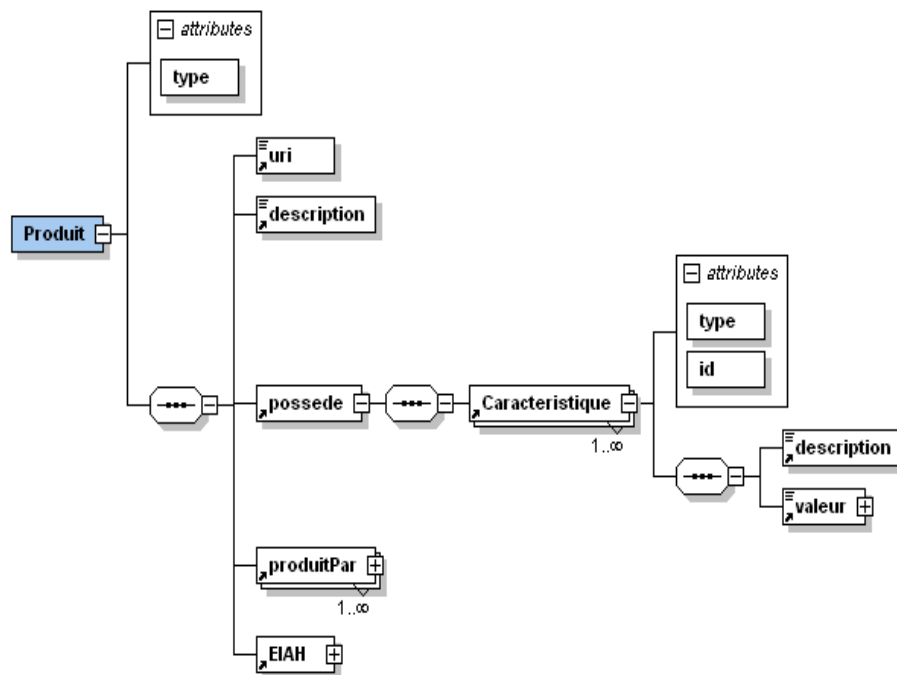 attributes
type
uri
description
Produit
attributes
type
id
possede
Caracteristique
1..∞
description
valeur
produitPar
1..∞
EIAH